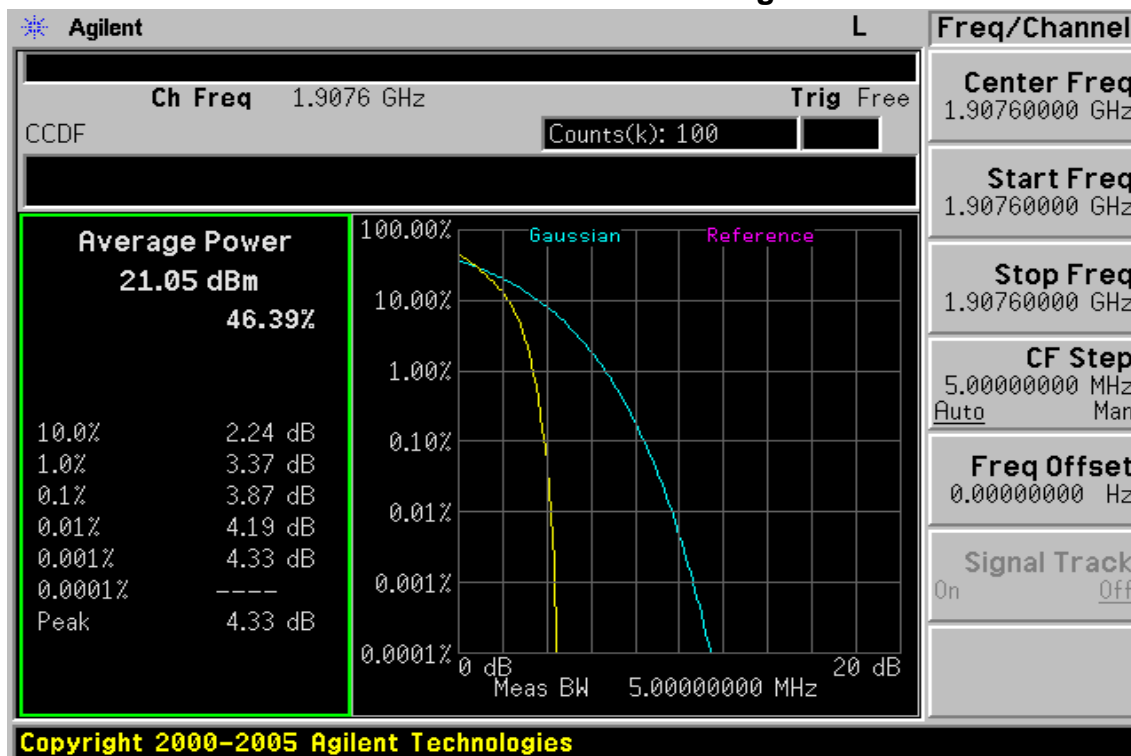 Agilent L Freq/Channel
Ch Freq 1.9076 GHz Trig Free
CCDF Counts(k): 100
Average Power
21.05 dBm
46.39%
10.0% 2.24 dB
1.0% 3.37 dB
0.1% 3.87 dB
0.01% 4.19 dB
0.001% 4.33 dB
0.0001% ----
Peak 4.33 dB
100.00%
Gaussian Reference
10.00%
1.00%
0.10%
0.01%
0.001%
0.0001%
0 dB 20 dB
Meas BW 5.00000000 MHz
Center Freq
1.90760000 GHz
Start Freq
1.90760000 GHz
Stop Freq
1.90760000 GHz
CF Step
5.00000000 MHz
Auto Man
Freq Offset
0.00000000 Hz
Signal Track
On Off
Copyright 2000-2005 Agilent Technologies